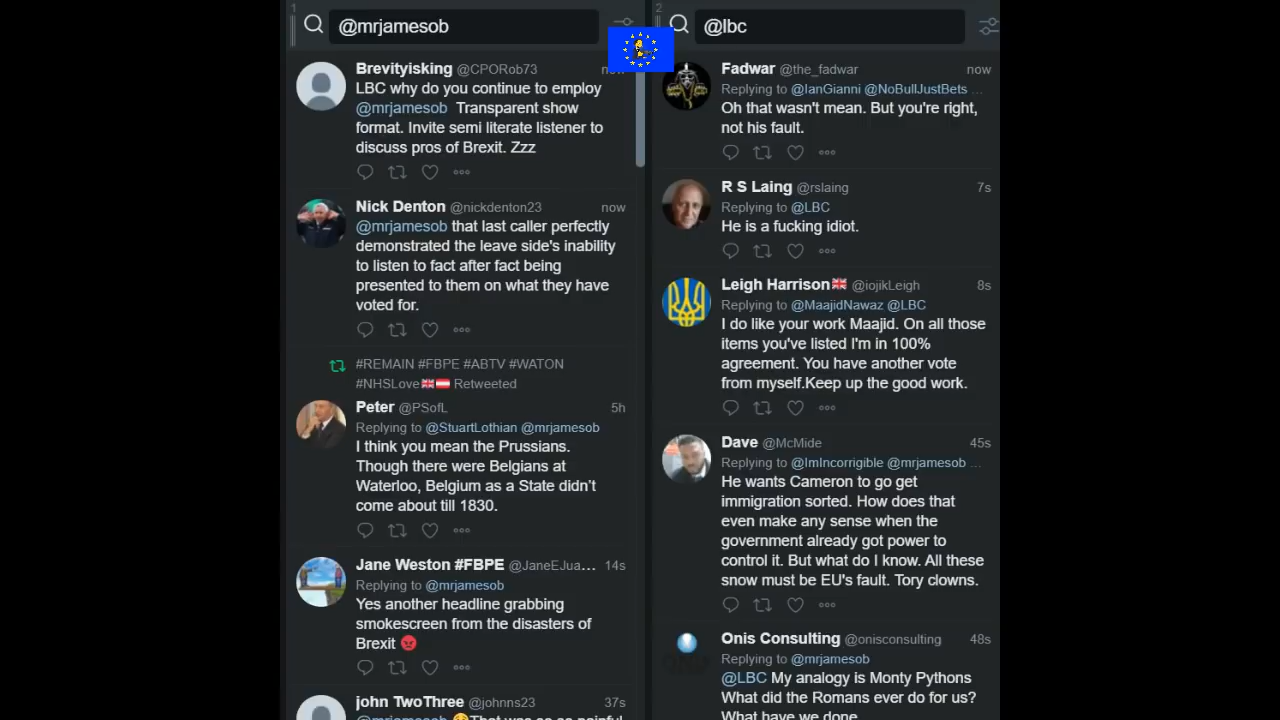 1
@mrjamesob
Brevityisking @CPORob73 now
LBC why do you continue to employ
@mrjamesob Transparent show
format. Invite semi literate listener to
discuss pros of Brexit. Zzz
Nick Denton @nickdenton23 now
@mrjamesob that last caller perfectly
demonstrated the leave side's inability
to listen to fact after fact being
presented to them on what they have
voted for.
#REMAIN #FBPE #ABTV #WATON
#NHSLove🇬🇧🇦🇹 Retweeted
Peter @PSofL 5h
Replying to @StuartLothian @mrjamesob
I think you mean the Prussians.
Though there were Belgians at
Waterloo, Belgium as a State didn't
come about till 1830.
Jane Weston #FBPE @JaneEJua... 14s
Replying to @mrjamesob
Yes another headline grabbing
smokescreen from the disasters of
Brexit 😡
john TwoThree @johnns23 37s
@mrjamesob
2
@lbc
Fadwar @the_fadwar now
Replying to @IanGianni @NoBullJustBets ...
Oh that wasn't mean. But you're right,
not his fault.
R S Laing @rslaing 7s
Replying to @LBC
He is a fucking idiot.
Leigh Harrison🇬🇧 @iojikLeigh 8s
Replying to @MaajidNawaz @LBC
I do like your work Maajid. On all those
items you've listed I'm in 100%
agreement. You have another vote
from myself.Keep up the good work.
Dave @McMide 45s
Replying to @ImIncorrigible @mrjamesob ...
He wants Cameron to go get
immigration sorted. How does that
even make any sense when the
government already got power to
control it. But what do I know. All these
snow must be EU's fault. Tory clowns.
Onis Consulting @onisconsulting 48s
Replying to @mrjamesob
@LBC My analogy is Monty Pythons
What did the Romans ever do for us?
What have we done